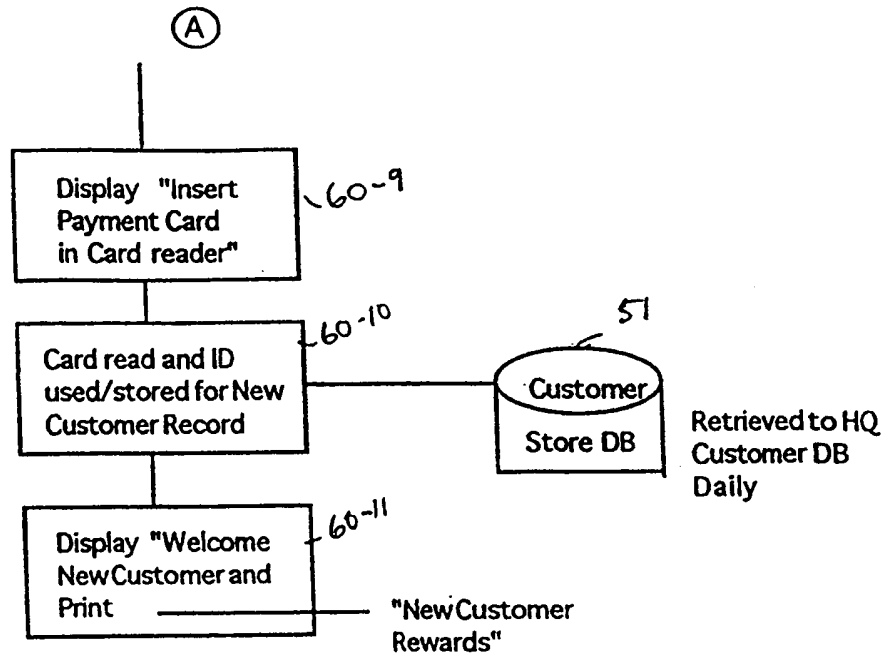 A
Display "Insert
Payment Card
in Card reader"
60-9
Card read and ID
used/stored for New
Customer Record
60-10
51
Customer
Store DB
Retrieved to HQ
Customer DB
Daily
Display "Welcome
New Customer and
Print
60-11
"New Customer
Rewards"